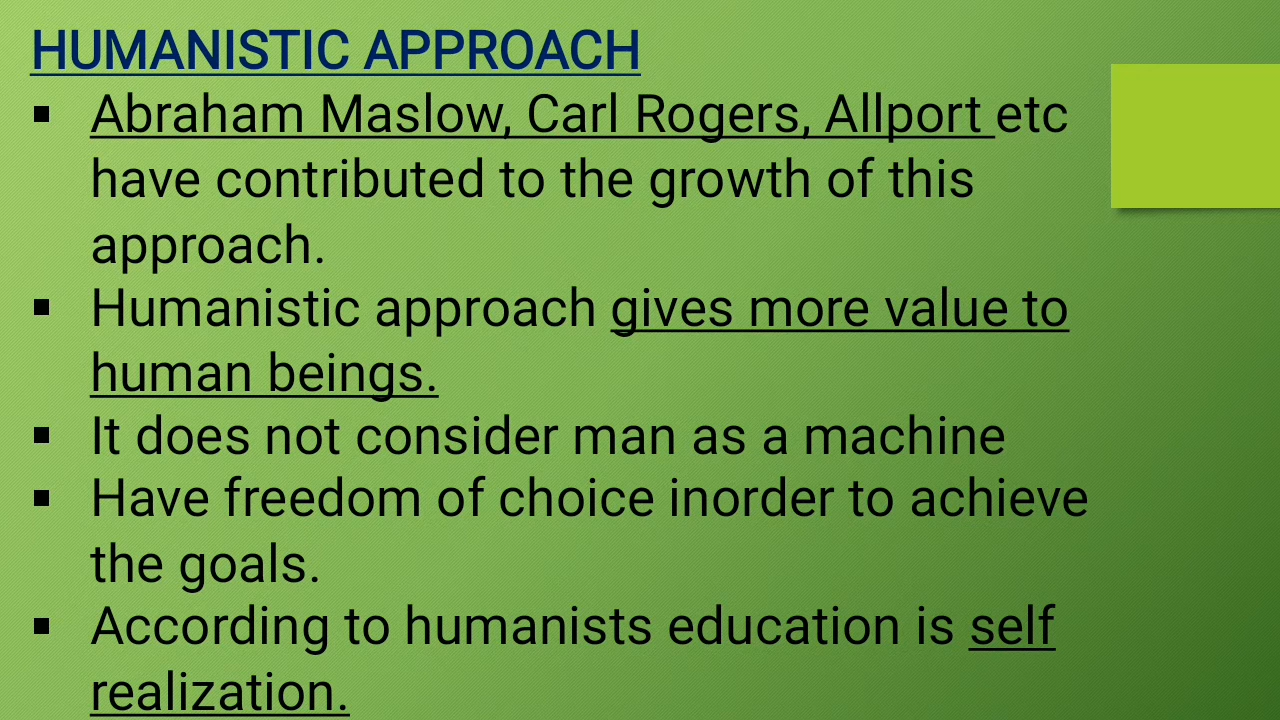 HUMANISTIC APPROACH
▪ Abraham Maslow, Carl Rogers, Allport etc
have contributed to the growth of this
approach.
▪ Humanistic approach gives more value to
human beings.
▪ It does not consider man as a machine
▪ Have freedom of choice inorder to achieve
the goals.
▪ According to humanists education is self
realization.